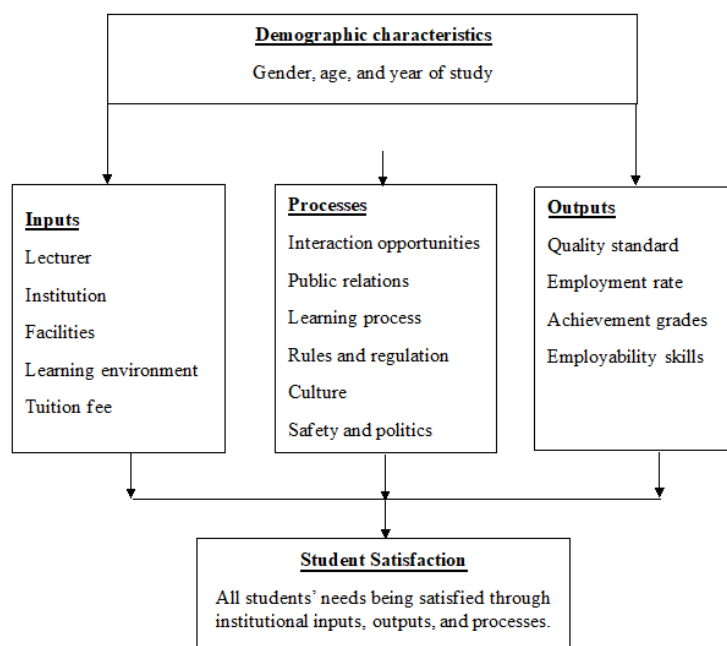 Demographic characteristics
Gender, age, and year of study
Inputs
Lecturer
Institution
Facilities
Learning environment
Tuition fee
Processes
Interaction opportunities
Public relations
Learning process
Rules and regulation
Culture
Safety and politics
Outputs
Quality standard
Employment rate
Achievement grades
Employability skills
Student Satisfaction
All students’ needs being satisfied through
institutional inputs, outputs, and processes.